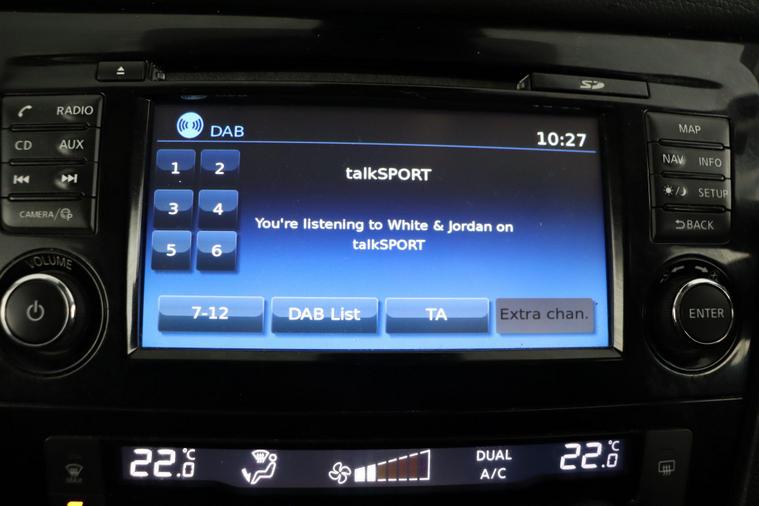 RADIO
CD AUX
CAMERA/
VOLUME
DAB
10:27
1 2
3 4
5 6
talkSPORT
You're listening to White & Jordan on
talkSPORT
7-12 DAB List TA Extra chan.
MAP
NAV INFO
SETUP
BACK
ENTER
22.0°C
DUAL
A/C
22.0°C
MAX